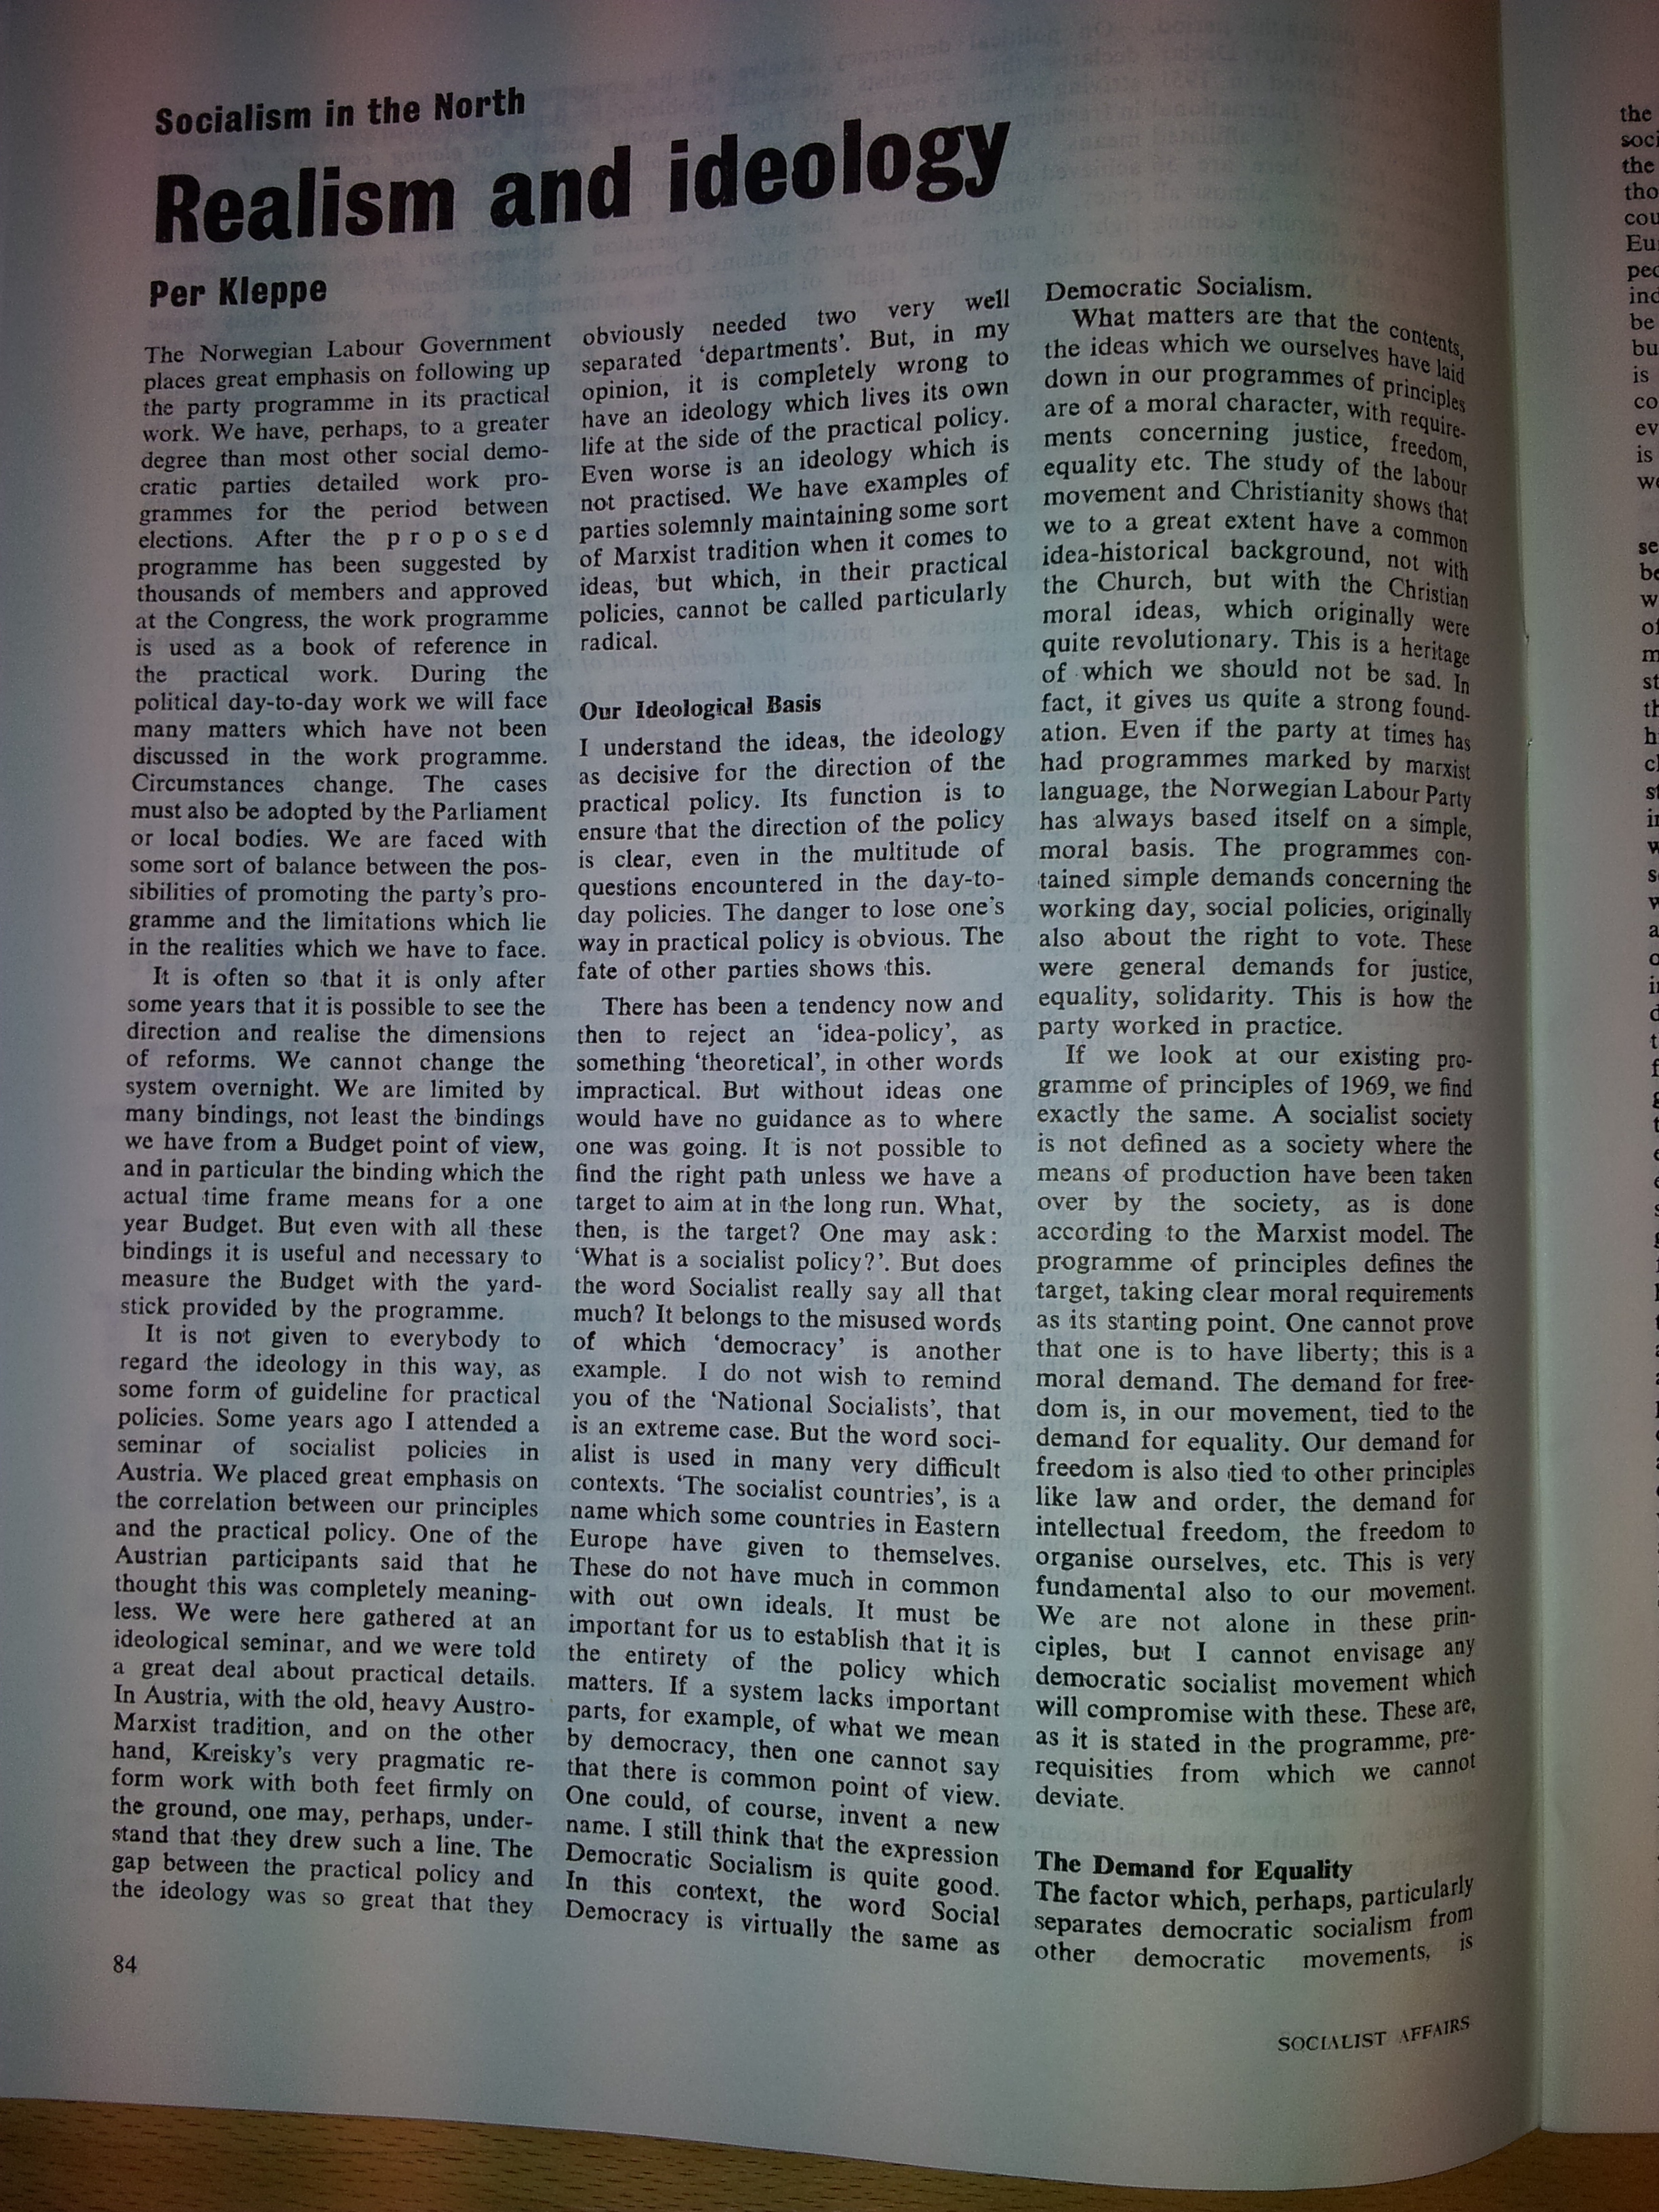 Socialism in the North
Realism and ideology
Per Kleppe
The Norwegian Labour Government
places great emphasis on following up
the party programme in its practical
work. We have, perhaps, to a greater
degree than most other social demo-
cratic parties detailed work pro-
grammes for the period between
elections. After the proposed
programme has been suggested by
thousands of members and approved
at the Congress, the work programme
is used as a book of reference in
the practical work. During the
political day-to-day work we will face
many matters which have not been
discussed in the work programme.
Circumstances change. The cases
must also be adopted by the Parliament
or local bodies. We are faced with
some sort of balance between the pos-
sibilities of promoting the party's pro-
gramme and the limitations which lie
in the realities which we have to face.
It is often so that it is only after
some years that it is possible to see the
direction and realise the dimensions
of reforms. We cannot change the
system overnight. We are limited by
many bindings, not least the bindings
we have from a Budget point of view,
and in particular the binding which the
actual time frame means for a one
year Budget. But even with all these
bindings it is useful and necessary to
measure the Budget with the yard-
stick provided by the programme.
It is not given to everybody to
regard the ideology in this way, as
some form of guideline for practical
policies. Some years ago I attended a
seminar of socialist policies in
Austria. We placed great emphasis on
the correlation between our principles
and the practical policy. One of the
Austrian participants said that he
thought this was completely meaning-
less. We were here gathered at an
ideological seminar, and we were told
a great deal about practical details.
In Austria, with the old, heavy Austro-
Marxist tradition, and on the other
hand, Kreisky's very pragmatic re-
form work with both feet firmly on
the ground, one may, perhaps, under-
stand that they drew such a line. The
gap between the practical policy and
the ideology was so great that they
obviously needed two very well
separated 'departments'. But, in my
opinion, it is completely wrong to
have an ideology which lives its own
life at the side of the practical policy.
Even worse is an ideology which is
not practised. We have examples of
parties solemnly maintaining some sort
of Marxist tradition when it comes to
ideas, but which, in their practical
policies, cannot be called particularly
radical.
Our Ideological Basis
I understand the ideas, the ideology
as decisive for the direction of the
practical policy. Its function is to
ensure that the direction of the policy
is clear, even in the multitude of
questions encountered in the day-to-
day policies. The danger to lose one's
way in practical policy is obvious. The
fate of other parties shows this.
There has been a tendency now and
then to reject an 'idea-policy', as
something 'theoretical', in other words
impractical. But without ideas one
would have no guidance as to where
one was going. It is not possible to
find the right path unless we have a
target to aim at in the long run. What,
then, is the target? One may ask:
'What is a socialist policy?'. But does
the word Socialist really say all that
much? It belongs to the misused words
of which 'democracy' is another
example. I do not wish to remind
you of the 'National Socialists', that
is an extreme case. But the word soci-
alist is used in many very difficult
contexts. 'The socialist countries', is a
name which some countries in Eastern
Europe have given to themselves.
These do not have much in common
with out own ideals. It must be
important for us to establish that it is
the entirety of the policy which
matters. If a system lacks important
parts, for example, of what we mean
by democracy, then one cannot say
that there is common point of view.
One could, of course, invent a new
name. I still think that the expression
Democratic Socialism is quite good.
In this context, the word Social
Democracy is virtually the same as
Democratic Socialism.
What matters are that the contents,
the ideas which we ourselves have laid
down in our programmes of principles
are of a moral character, with require-
ments concerning justice, freedom,
equality etc. The study of the labour
movement and Christianity shows that
we to a great extent have a common
idea-historical background, not with
the Church, but with the Christian
moral ideas, which originally were
quite revolutionary. This is a heritage
of which we should not be sad. In
fact, it gives us quite a strong found-
ation. Even if the party at times has
had programmes marked by marxist
language, the Norwegian Labour Party
has always based itself on a simple,
moral basis. The programmes con-
tained simple demands concerning the
working day, social policies, originally
also about the right to vote. These
were general demands for justice,
equality, solidarity. This is how the
party worked in practice.
If we look at our existing pro-
gramme of principles of 1969, we find
exactly the same. A socialist society
is not defined as a society where the
means of production have been taken
over by the society, as is done
according to the Marxist model. The
programme of principles defines the
target, taking clear moral requirements
as its starting point. One cannot prove
that one is to have liberty; this is a
moral demand. The demand for free-
dom is, in our movement, tied to the
demand for equality. Our demand for
freedom is also tied to other principles
like law and order, the demand for
intellectual freedom, the freedom to
organise ourselves, etc. This is very
fundamental also to our movement.
We are not alone in these prin-
ciples, but I cannot envisage any
democratic socialist movement which
will compromise with these. These are,
as it is stated in the programme, pre-
requisities from which we cannot
deviate.
The Demand for Equality
The factor which, perhaps, particularly
separates democratic socialism from
other democratic movements, is
84
SOCIALIST AFFAIRS